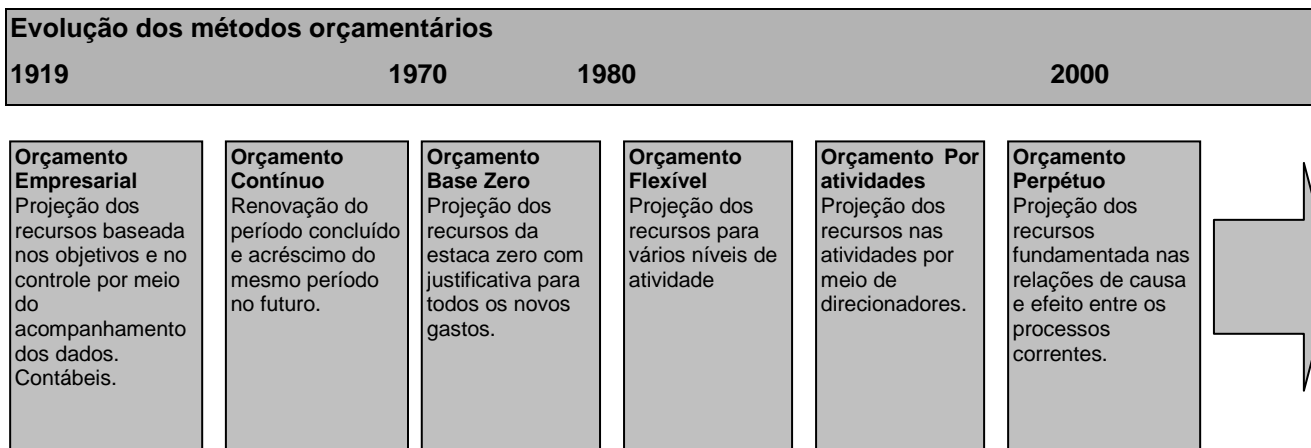 Evolução dos métodos orçamentários
1919 1970 1980 2000
Orçamento
Empresarial
Projeção dos
recursos baseada
nos objetivos e no
controle por meio
do
acompanhamento
dos dados.
Contábeis.
Orçamento
Contínuo
Renovação do
período concluído
e acréscimo do
mesmo período
no futuro.
Orçamento
Base Zero
Projeção dos
recursos da
estaca zero com
justificativa para
todos os novos
gastos.
Orçamento
Flexível
Projeção dos
recursos para
vários níveis de
atividade
Orçamento Por
atividades
Projeção dos
recursos nas
atividades por
meio de
direcionadores.
Orçamento
Perpétuo
Projeção dos
recursos
fundamentada nas
relações de causa
e efeito entre os
processos
correntes.